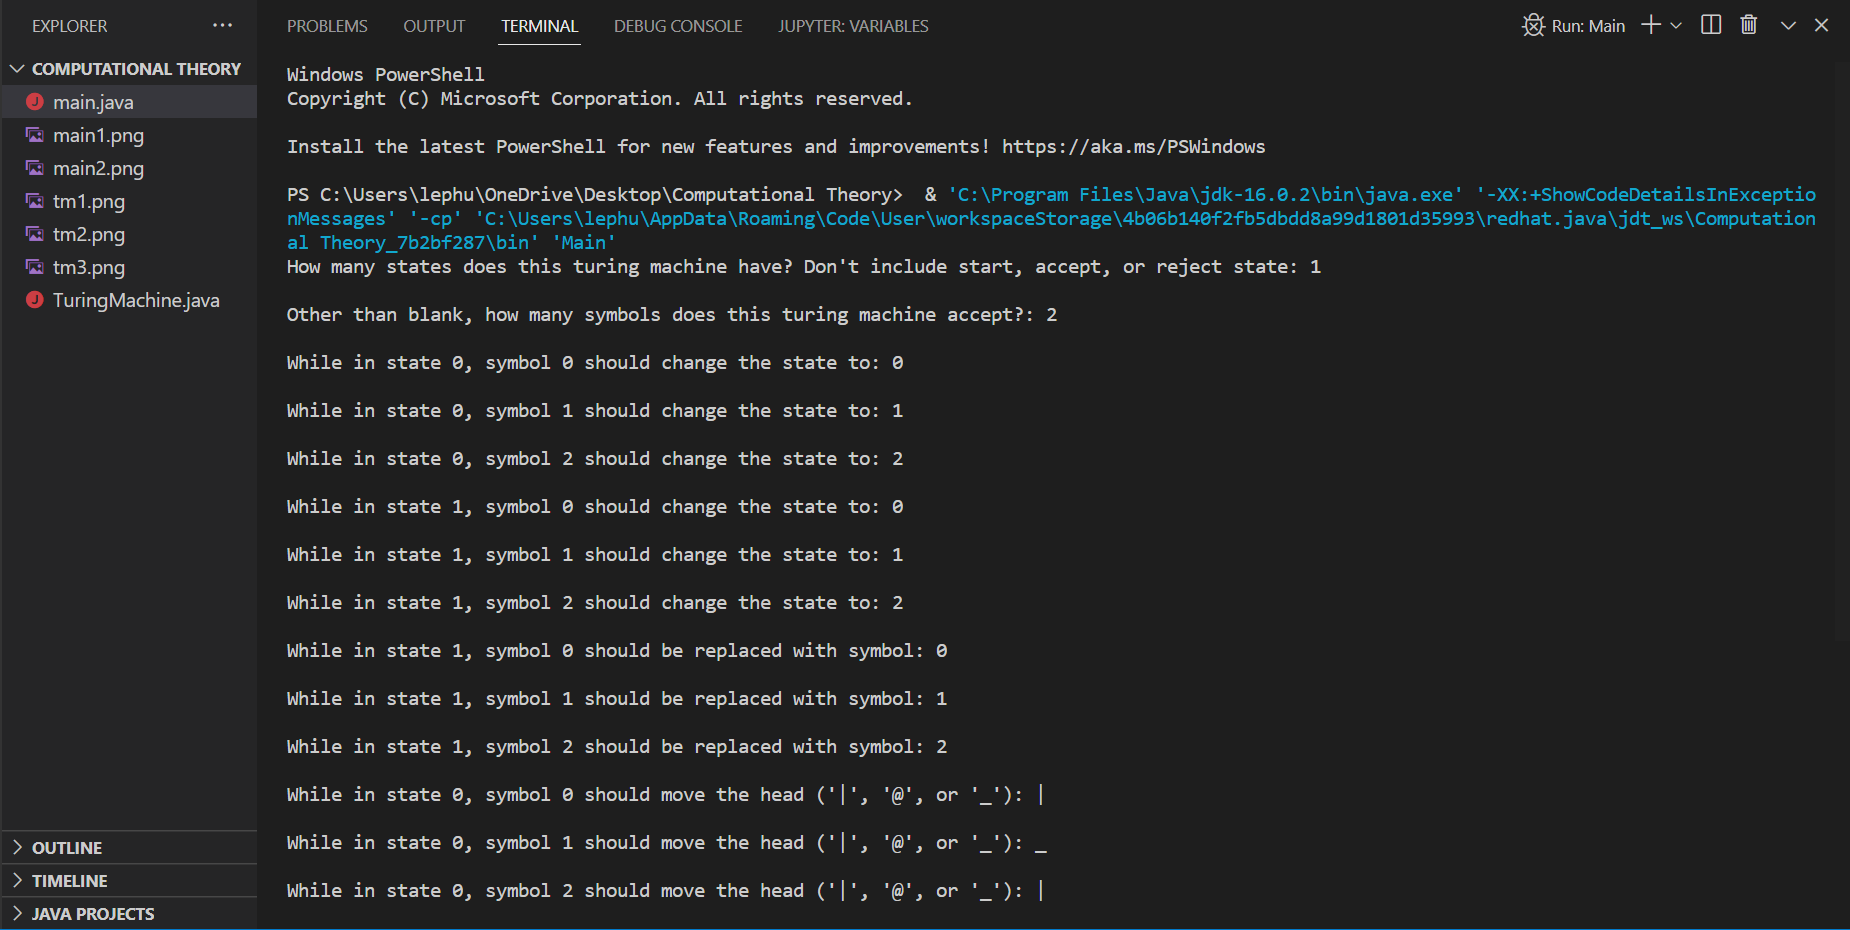 EXPLORER
COMPUTATIONAL THEORY
main.java
main1.png
main2.png
tm1.png
tm2.png
tm3.png
TuringMachine.java
OUTLINE
TIMELINE
JAVA PROJECTS
PROBLEMS OUTPUT TERMINAL DEBUG CONSOLE JUPYTER: VARIABLES
Run: Main
Windows PowerShell
Copyright (C) Microsoft Corporation. All rights reserved.
Install the latest PowerShell for new features and improvements! https://aka.ms/PSWindows
PS C:\Users\lephu\OneDrive\Desktop\Computational Theory>  & 'C:\Program Files\Java\jdk-16.0.2\bin\java.exe' '-XX:+ShowCodeDetailsInExceptio
nMessages' '-cp' 'C:\Users\lephu\AppData\Roaming\Code\User\workspaceStorage\4b06b140f2fb5dbdd8a99d1801d35993\redhat.java\jdt_ws\Computation
al Theory_7b2bf287\bin' 'Main'
How many states does this turing machine have? Don't include start, accept, or reject state: 1
Other than blank, how many symbols does this turing machine accept?: 2
While in state 0, symbol 0 should change the state to: 0
While in state 0, symbol 1 should change the state to: 1
While in state 0, symbol 2 should change the state to: 2
While in state 1, symbol 0 should change the state to: 0
While in state 1, symbol 1 should change the state to: 1
While in state 1, symbol 2 should change the state to: 2
While in state 1, symbol 0 should be replaced with symbol: 0
While in state 1, symbol 1 should be replaced with symbol: 1
While in state 1, symbol 2 should be replaced with symbol: 2
While in state 0, symbol 0 should move the head ('|', '@', or '_'): |
While in state 0, symbol 1 should move the head ('|', '@', or '_'): _
While in state 0, symbol 2 should move the head ('|', '@', or '_'): |